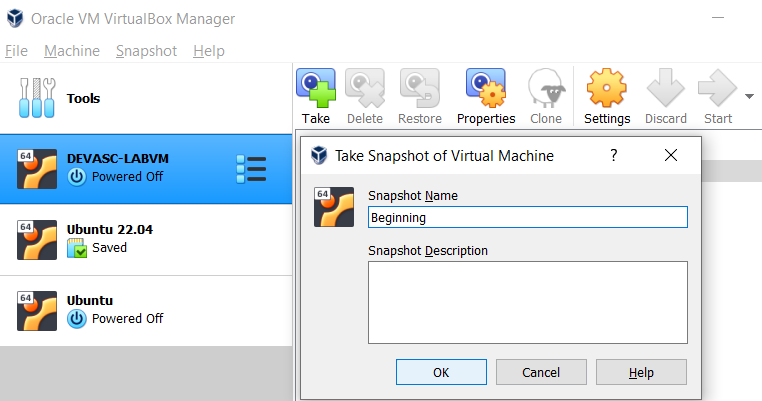 Oracle VM VirtualBox Manager
File Machine Snapshot Help
Tools
Take Delete Restore Properties Clone Settings Discard Start
64 DEVASC-LABVM
Powered Off
64 Ubuntu 22.04
Saved
64 Ubuntu
Powered Off
Take Snapshot of Virtual Machine ?
64 Snapshot Name
Beginning
Snapshot Description
OK Cancel Help